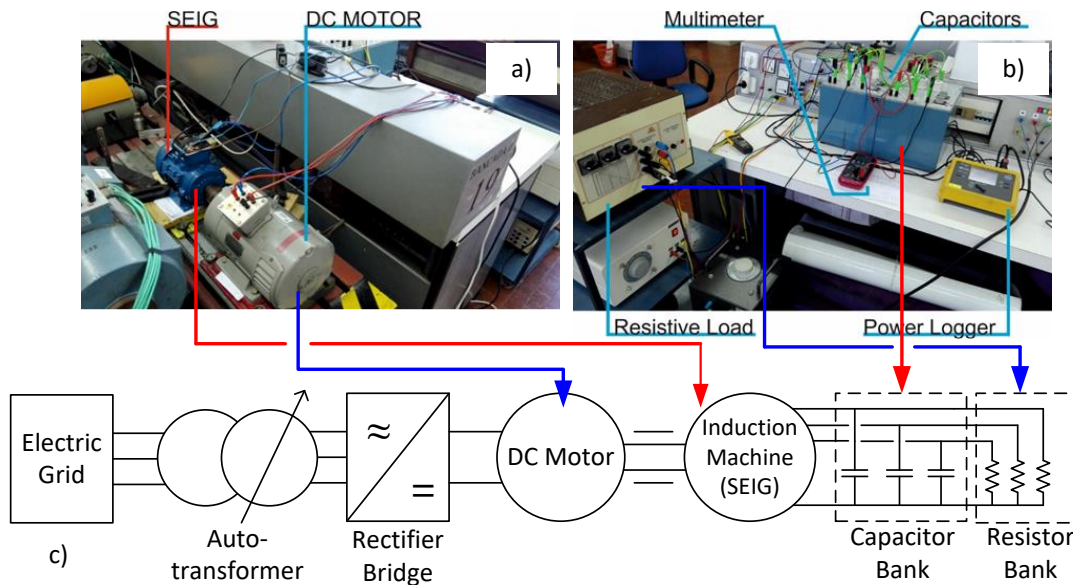 SEIG
DC MOTOR
Multimeter
Capacitors
a)
b)
19
Resistive Load
Power Logger
Electric
Grid
≈
=
DC Motor
Induction
Machine
(SEIG)
c)
Auto-
transformer
Rectifier
Bridge
Capacitor
Bank
Resistor
Bank